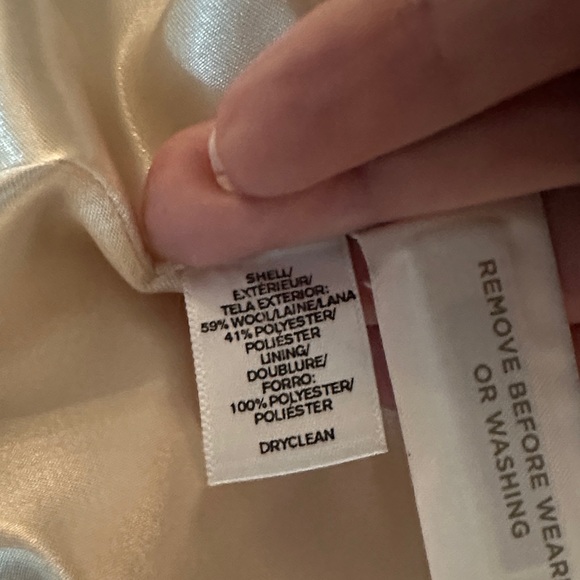 SHELL/
EXTÉRIEUR/
TELA EXTERIOR:
59% WOOL/LAINE/LANA
41% POLYESTER/
POLIÉSTER
LINING/
DOUBLURE/
FORRO:
100% POLYESTER/
POLIÉSTER
DRYCLEAN
REMOVE BEFORE WEAR
OR WASHING